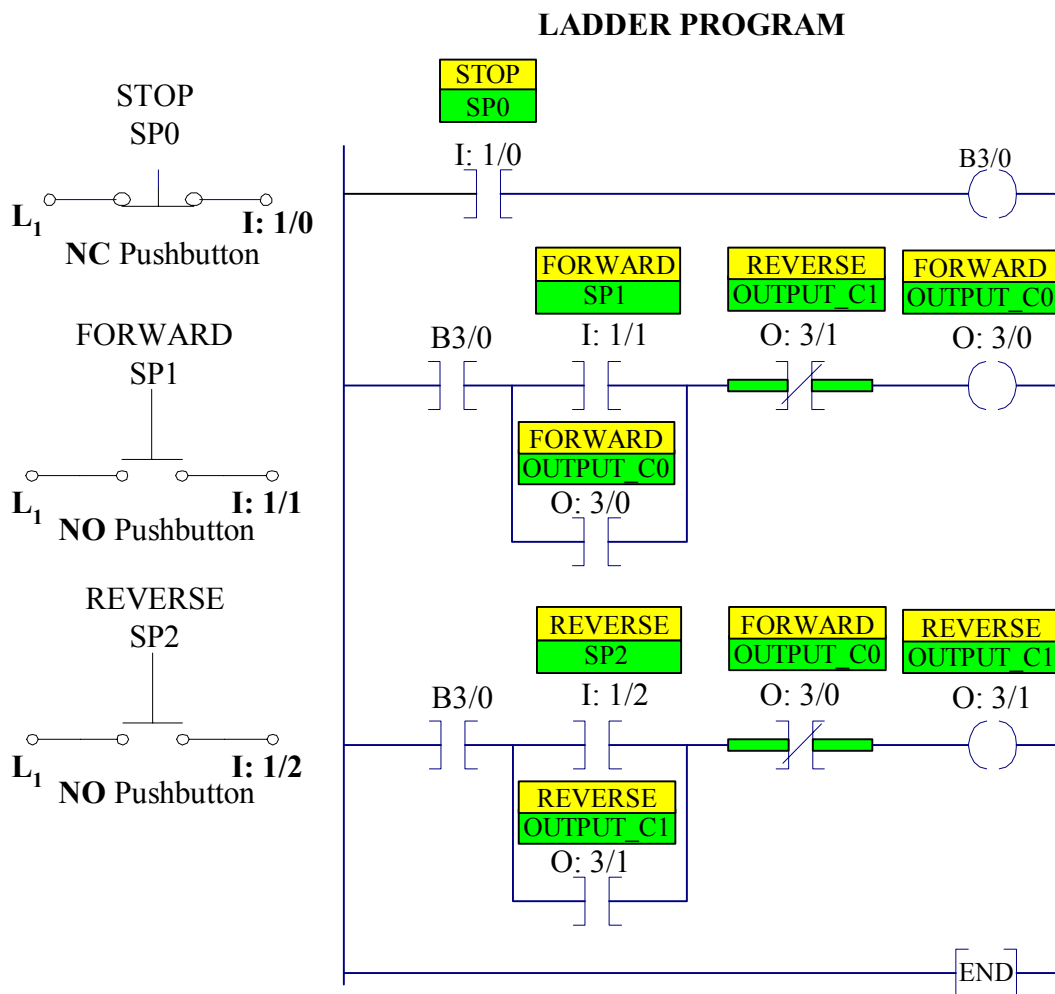 LADDER PROGRAM
STOP
SP0
STOP
SP0
I: 1/0
B3/0
L1
I: 1/0
NC Pushbutton
FORWARD
SP1
REVERSE
OUTPUT_C1
FORWARD
OUTPUT_C0
FORWARD
SP1
B3/0
I: 1/1
O: 3/1
O: 3/0
FORWARD
OUTPUT_C0
O: 3/0
L1
I: 1/1
NO Pushbutton
REVERSE
SP2
REVERSE
SP2
FORWARD
OUTPUT_C0
REVERSE
OUTPUT_C1
B3/0
I: 1/2
O: 3/0
O: 3/1
L1
I: 1/2
NO Pushbutton
REVERSE
OUTPUT_C1
O: 3/1
END